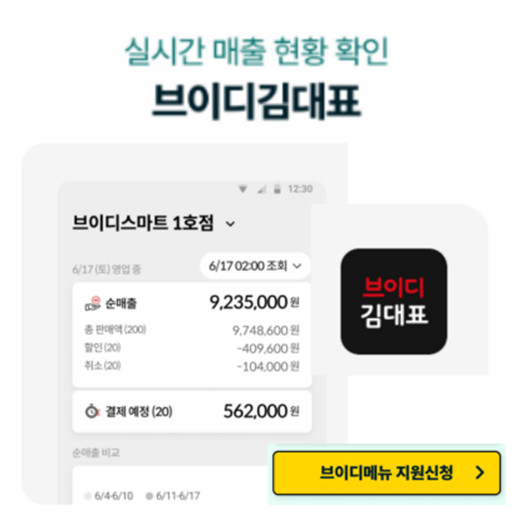 실시간 매출 현황 확인
브이디김대표
12:30
브이디스마트 1호점
6/17 (토) 영업 중
6/17 02:00 조회
순매출
9,235,000 원
총 판매액 (200)
9,748,600 원
할인 (20)
-409,600 원
취소 (20)
-104,000 원
결제 예정 (20)
562,000 원
순매출 비교
6/4-6/10
6/11-6/17
브이디
김대표
브이디메뉴 지원신청